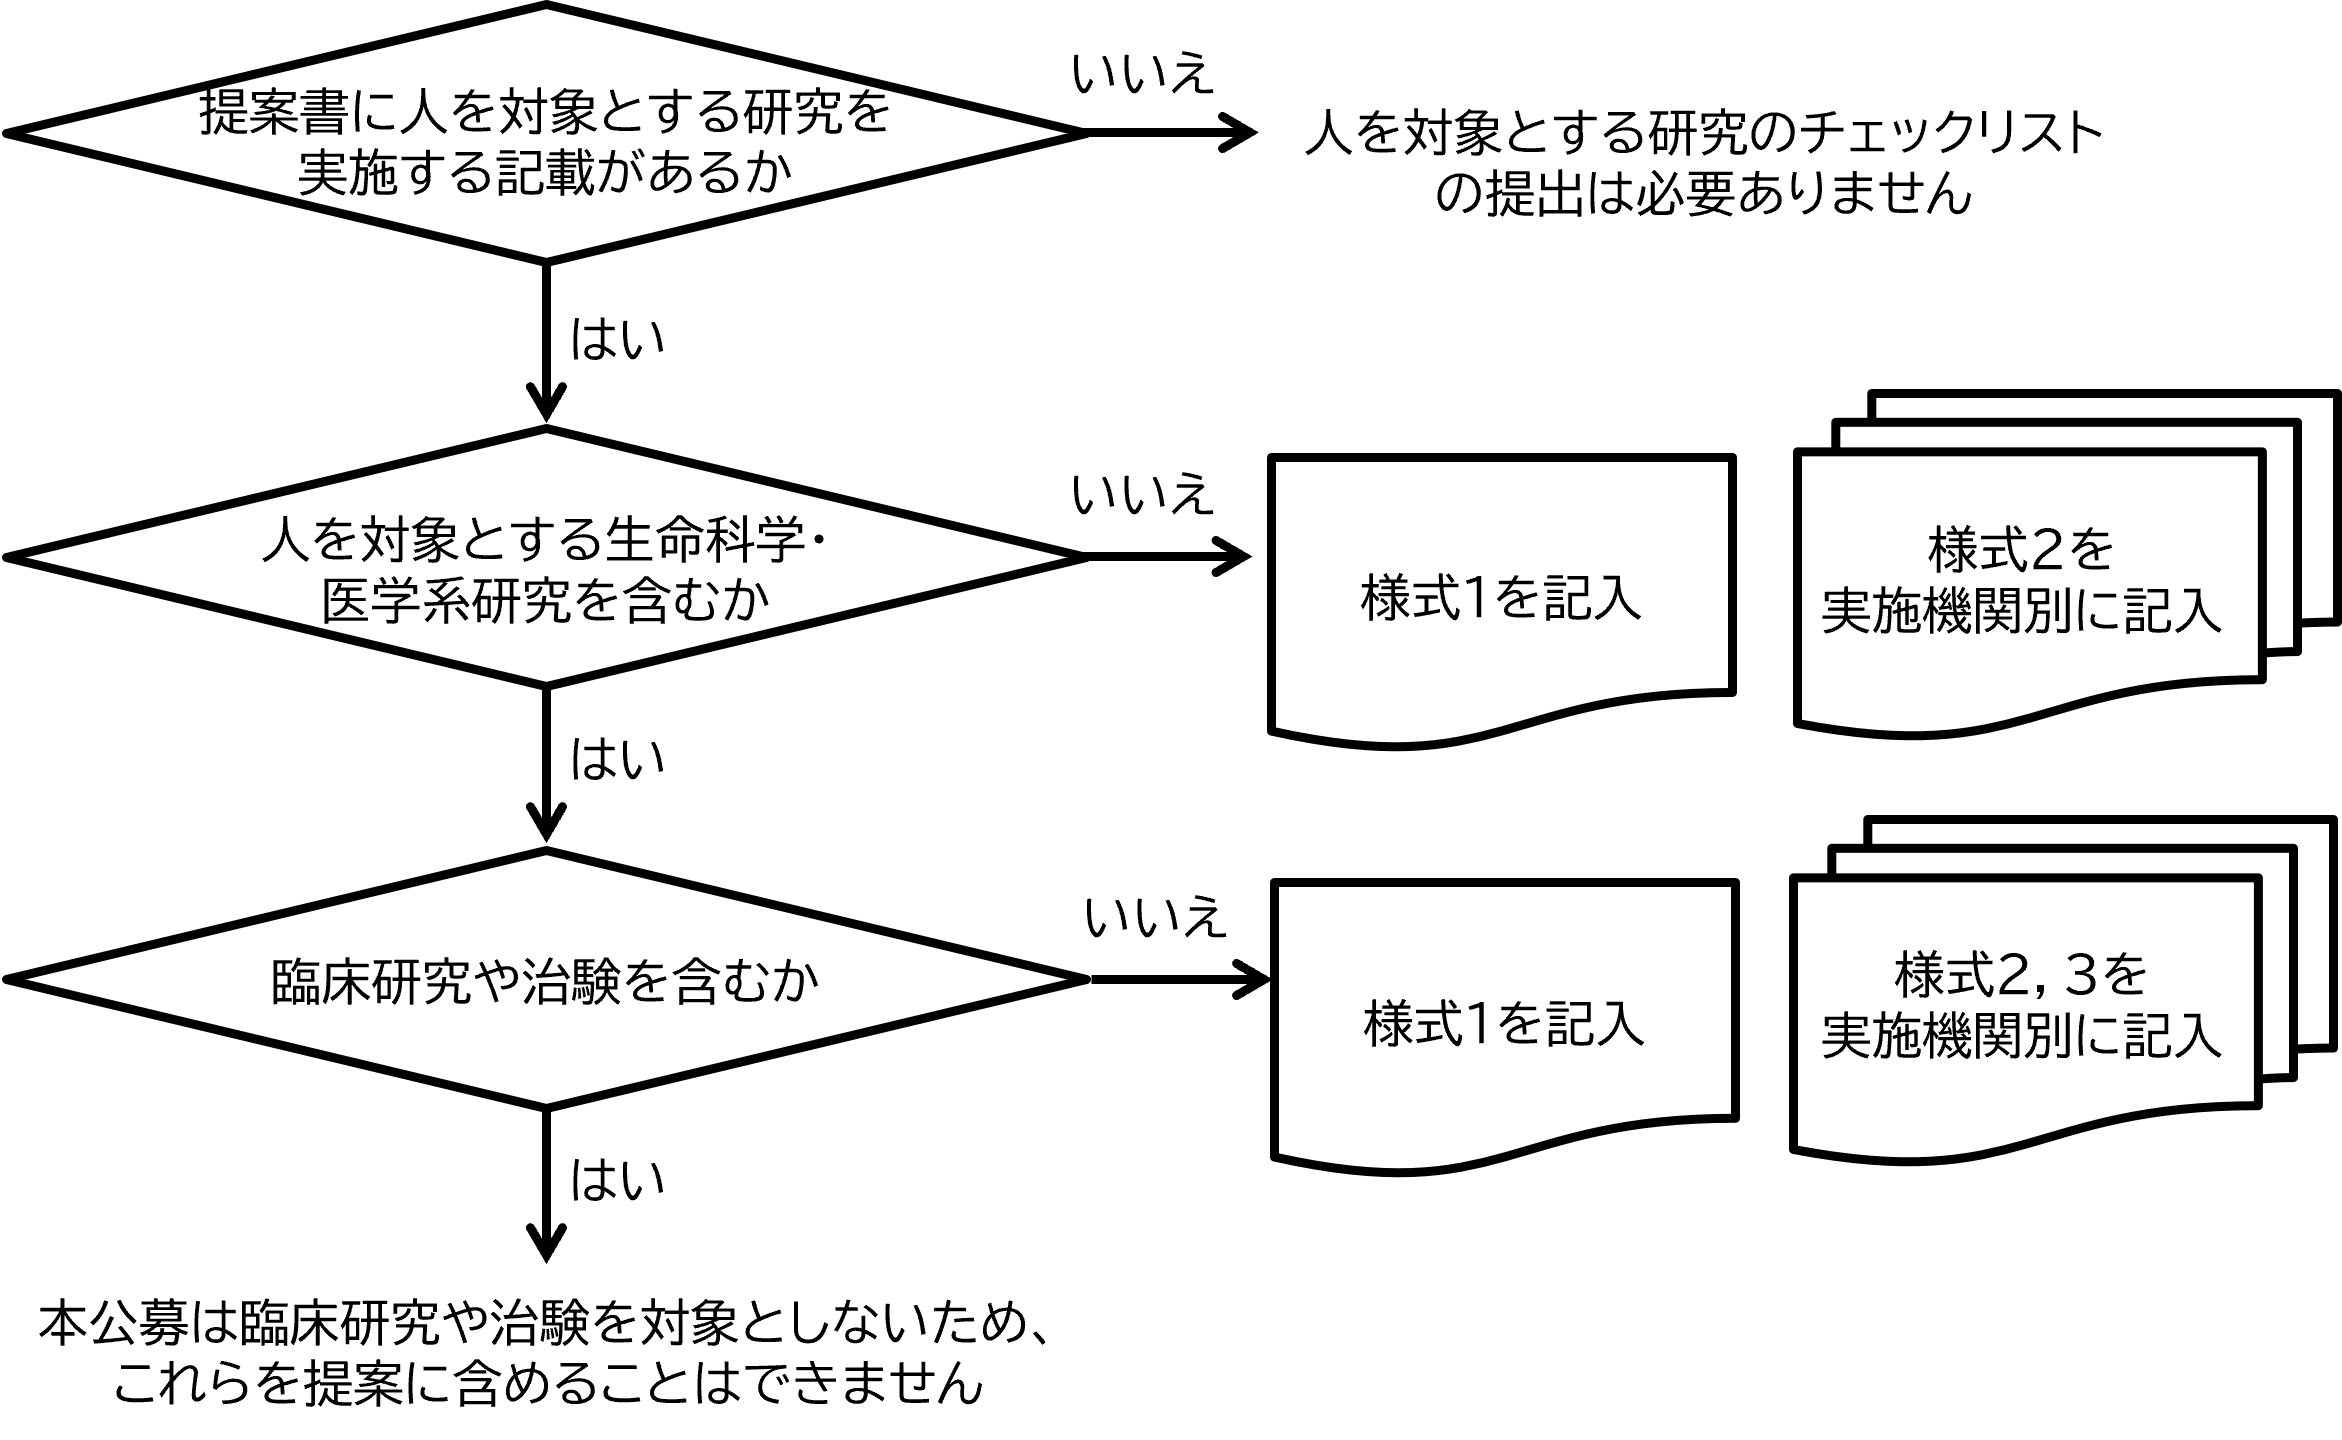 提案書に人を対象とする研究を
実施する記載があるか
いいえ
人を対象とする研究のチェックリスト
の提出は必要ありません
はい
人を対象とする生命科学・
医学系研究を含むか
いいえ
様式1を記入
様式2を
実施機関別に記入
はい
臨床研究や治験を含むか
いいえ
様式1を記入
様式2，3を
実施機関別に記入
はい
本公募は臨床研究や治験を対象としないため、
これらを提案に含めることはできません